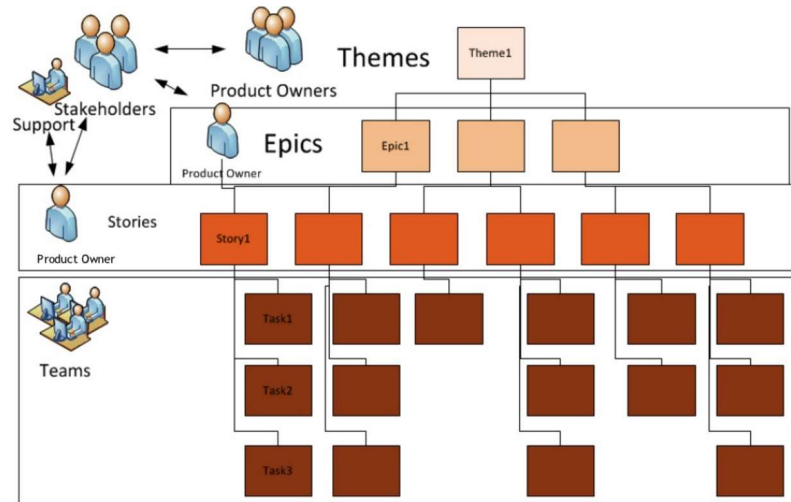 Themes
Theme1
Product Owners
Stakeholders
Support
Epics
Epic1
Product Owner
Stories
Story1
Product Owner
Task1
Teams
Task2
Task3